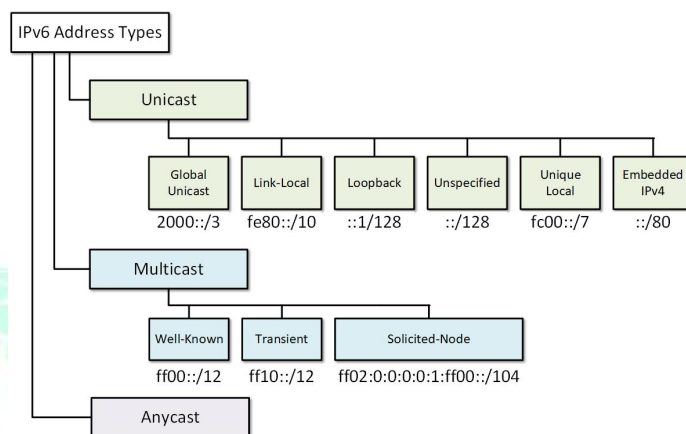 IPv6 Address Types
Unicast
Global
Unicast
Link-Local
Loopback
Unspecified
Unique
Local
Embedded
IPv4
2000::/3
fe80::/10
::1/128
::/128
fc00::/7
::/80
Multicast
Well-Known
Transient
Solicited-Node
ff00::/12
ff10::/12
ff02:0:0:0:0:1:ff00::/104
Anycast